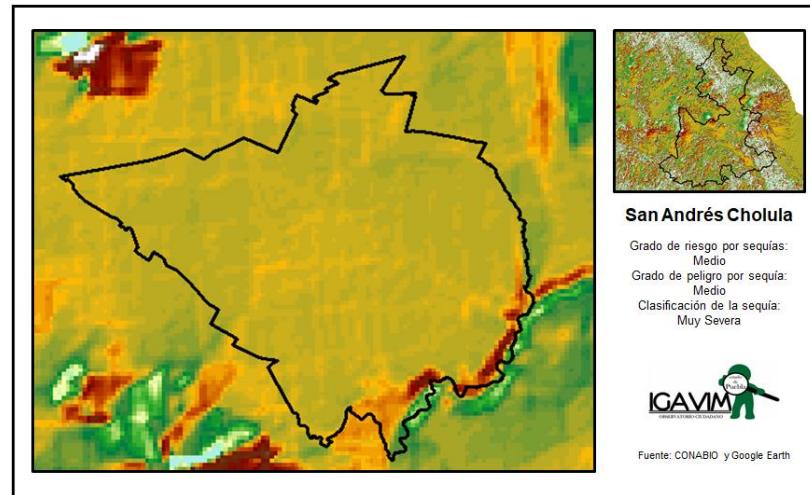 San Andrés Cholula
Grado de riesgo por sequías:
Medio
Grado de peligro por sequía:
Medio
Clasificación de la sequía:
Muy Severa
Puebla
IGAVIM
OBSERVATORIO CIUDADANO
Fuente: CONABIO y Google Earth